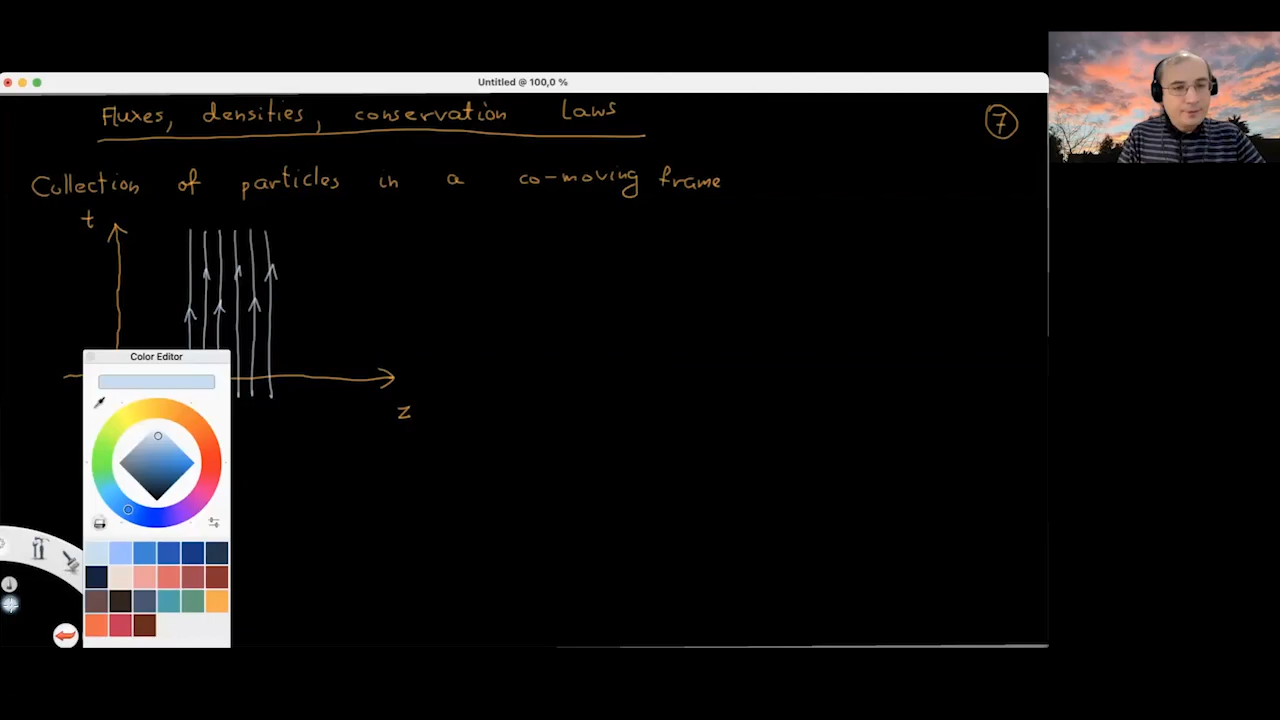 Untitled @ 100,0 %
Fluxes, densities, conservation laws
7
Collection of particles in a co-moving frame
t
Color Editor
z